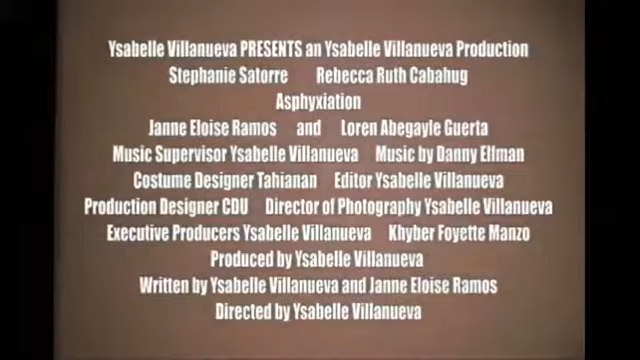 Ysabelle Villanueva PRESENTS an Ysabelle Villanueva Production
Stephanie Satorre Rebecca Ruth Cabahug
Asphyxiation
Janne Eloise Ramos and Loren Abegayle Guerta
Music Supervisor Ysabelle Villanueva Music by Danny Elfman
Costume Designer Tahianan Editor Ysabelle Villanueva
Production Designer CDU Director of Photography Ysabelle Villanueva
Executive Producers Ysabelle Villanueva Khyber Foyette Manzo
Produced by Ysabelle Villanueva
Written by Ysabelle Villanueva and Janne Eloise Ramos
Directed by Ysabelle Villanueva